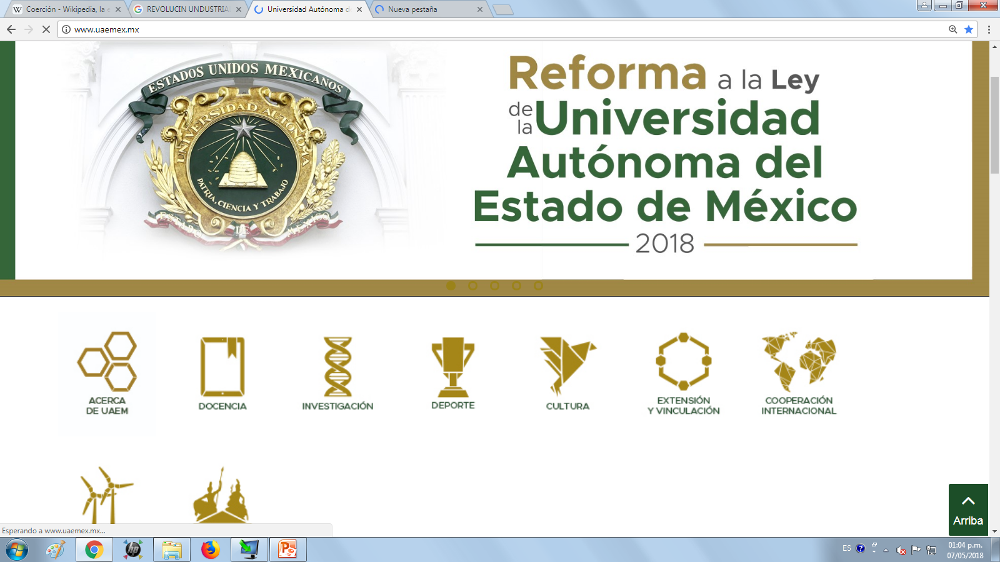 Coerción - Wikipedia, la e
REVOLUCIN UNDUSTRIA
Universidad Autónoma d
Nueva pestaña
www.uaemex.mx
ESTADOS UNIDOS MEXICANOS
UNIVERSIDAD AUTÓNOMA
PATRIA, CIENCIA Y TRABAJO
ESTADO DE MÉXICO
Reforma a la Ley
de la Universidad
Autónoma del
Estado de México
2018
ACERCA
DE UAEM
DOCENCIA
INVESTIGACIÓN
DEPORTE
CULTURA
EXTENSIÓN
Y VINCULACIÓN
COOPERACIÓN
INTERNACIONAL
Arriba
Esperando a www.uaemex.mx...
hp
ES
01:04 p.m.
07/05/2018